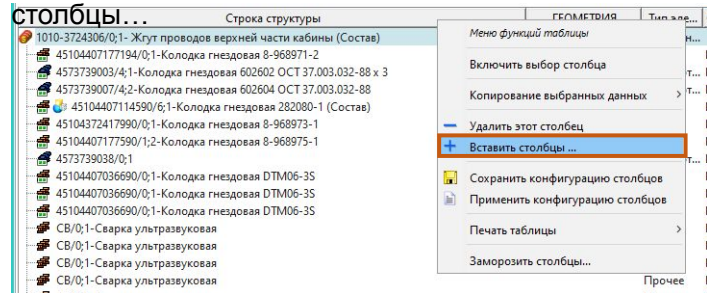 столбцы…
Строка структуры
ГЕОМЕТРИЯ
Тип эле...
1010-3724306/0;1- Жгут проводов верхней части кабины (Состав)
45104407177194/0;1-Колодка гнездовая 8-968971-2
4573739003/4;1-Колодка гнездовая 602602 ОСТ 37.003.032-88 x 3
4573739007/4;2-Колодка гнездовая 602604 ОСТ 37.003.032-88
45104407114590/6;1-Колодка гнездовая 282080-1 (Состав)
45104372417990/0;1-Колодка гнездовая 8-968973-1
45104407177590/1;2-Колодка гнездовая 8-968975-1
4573739038/0;1
45104407036690/0;1-Колодка гнездовая DTM06-3S
45104407036690/0;1-Колодка гнездовая DTM06-3S
45104407036690/0;1-Колодка гнездовая DTM06-3S
СВ/0;1-Сварка ультразвуковая
СВ/0;1-Сварка ультразвуковая
СВ/0;1-Сварка ультразвуковая
СВ/0;1-Сварка ультразвуковая
Меню функций таблицы
Включить выбор столбца
Копирование выбранных данных
Удалить этот столбец
Вставить столбцы ...
Сохранить конфигурацию столбцов
Применить конфигурацию столбцов
Печать таблицы
Заморозить столбцы...
Прочее